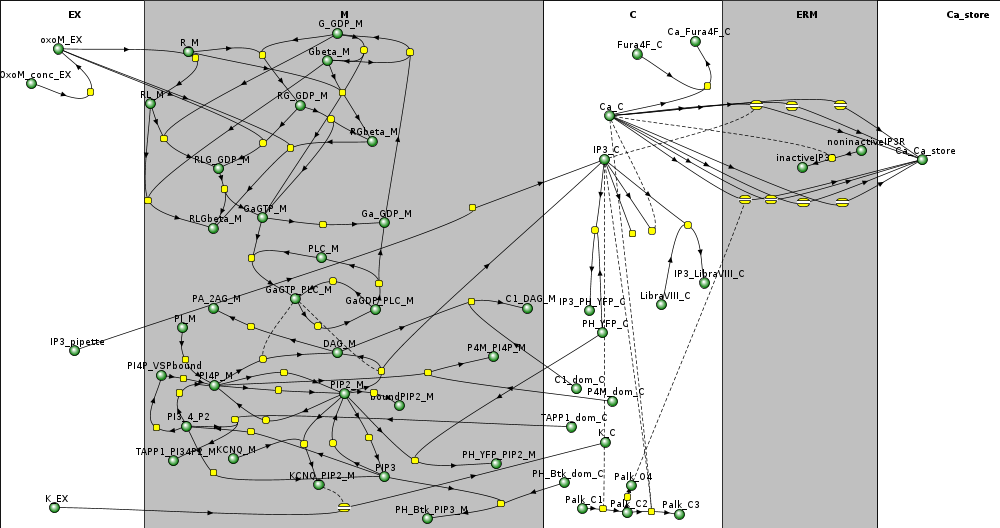 EX
M
C
ERM
Ca_store
G_GDP_M
Ca_Fura4F_C
oxoM_EX
R_M
Gbeta_M
Fura4F_C
OxoM_conc_EX
RL_M
RG_GDP_M
Ca_C
RGbeta_M
noninactiveIP3R
IP3_C
inactiveIP3
Ca_Ca_store
RLG_GDP_M
GaGTP_M
Ga_GDP_M
RLGbeta_M
PLC_M
IP3_LibraVIII_C
GaGTP_PLC_M
PA_2AG_M
GaGDP_PLC_M
C1_DAG_M
IP3_PH_YFP_C
LibraVIII_C
PI_M
PH_YFP_C
IP3_pipette
DAG_M
P4M_PI4P_M
PI4P_VSPbound
PI4P_M
PIP2_M
C1_dom_C
boundPIP2_M
P4M_dom_C
PI3_4_P2
TAPP1_dom_C
K_C
TAPP1_PI34P2_M
KCNQ_M
PH_YFP_PIP2_M
PIP3
KCNQ_PIP2_M
PH_Btk_dom_C
Palk_O4
K_EX
PH_Btk_PIP3_M
Palk_C1
Palk_C2
Palk_C3